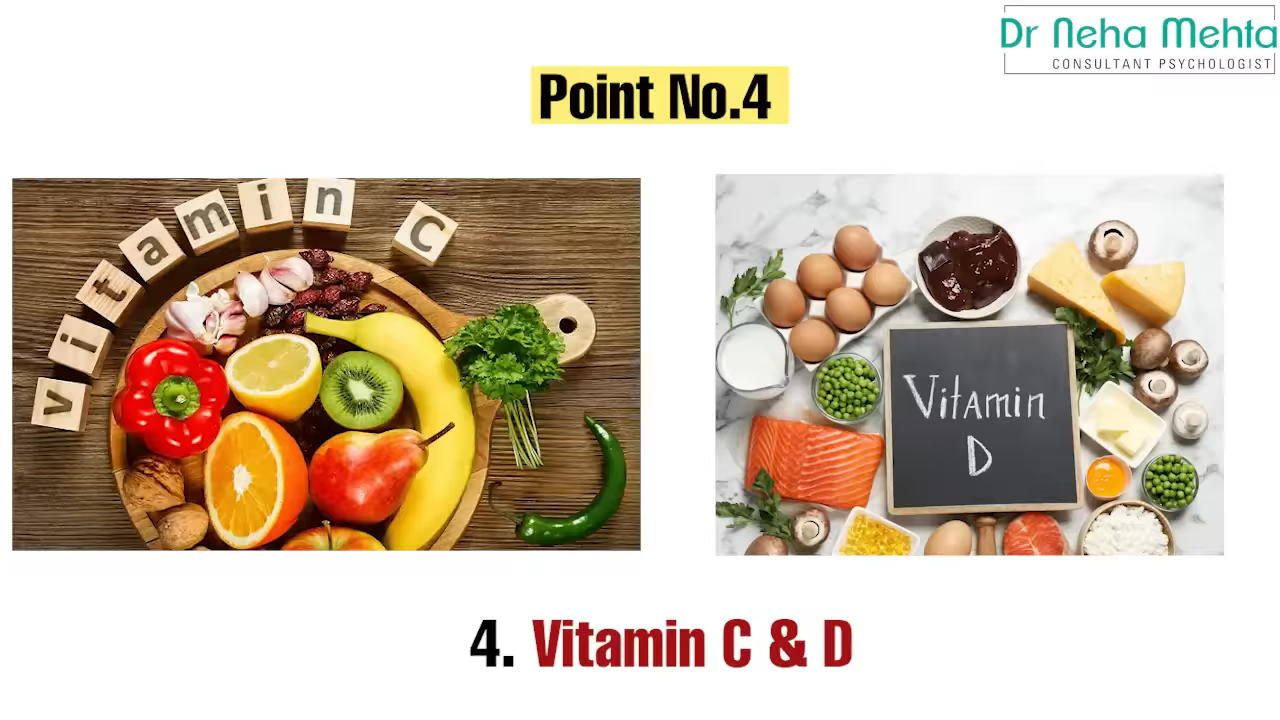 Dr Neha Mehta
CONSULTANT PSYCHOLOGIST
Point No.4
vitamin C
Vitamin
D
4. Vitamin C & D